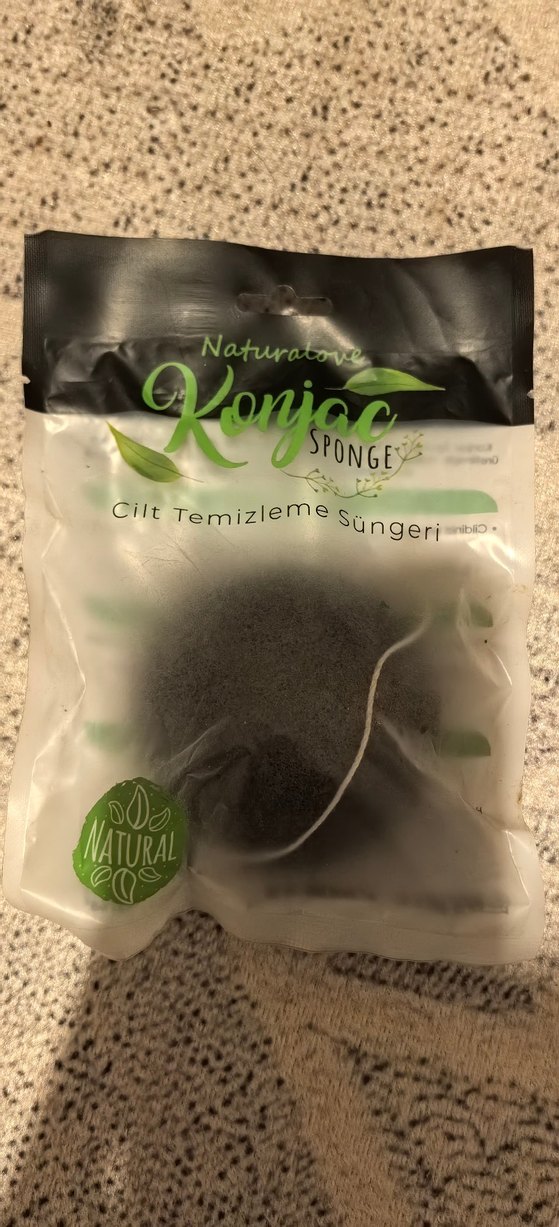 Naturalove
Konjac
SPONGE
Cilt Temizleme Süngeri
NATURAL